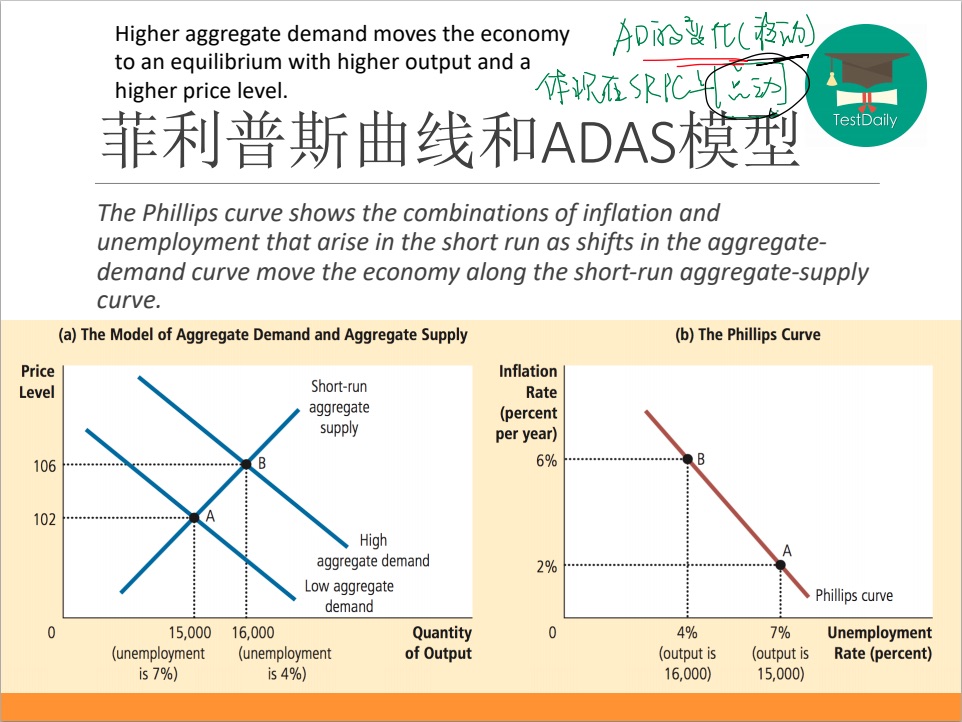 Higher aggregate demand moves the economy
to an equilibrium with higher output and a
higher price level.
AD的变化(移动)
体现在SRPC上[点动]
TestDaily
菲利普斯曲线和ADAS模型
The Phillips curve shows the combinations of inflation and
unemployment that arise in the short run as shifts in the aggregate-
demand curve move the economy along the short-run aggregate-supply
curve.
(a) The Model of Aggregate Demand and Aggregate Supply
Price
Level
Short-run
aggregate
supply
106
B
102
A
High
aggregate demand
Low aggregate
demand
0
15,000
(unemployment
is 7%)
16,000
(unemployment
is 4%)
Quantity
of Output
(b) The Phillips Curve
Inflation
Rate
(percent
per year)
6%
B
A
2%
Phillips curve
0
4%
(output is
16,000)
7%
(output is
15,000)
Unemployment
Rate (percent)